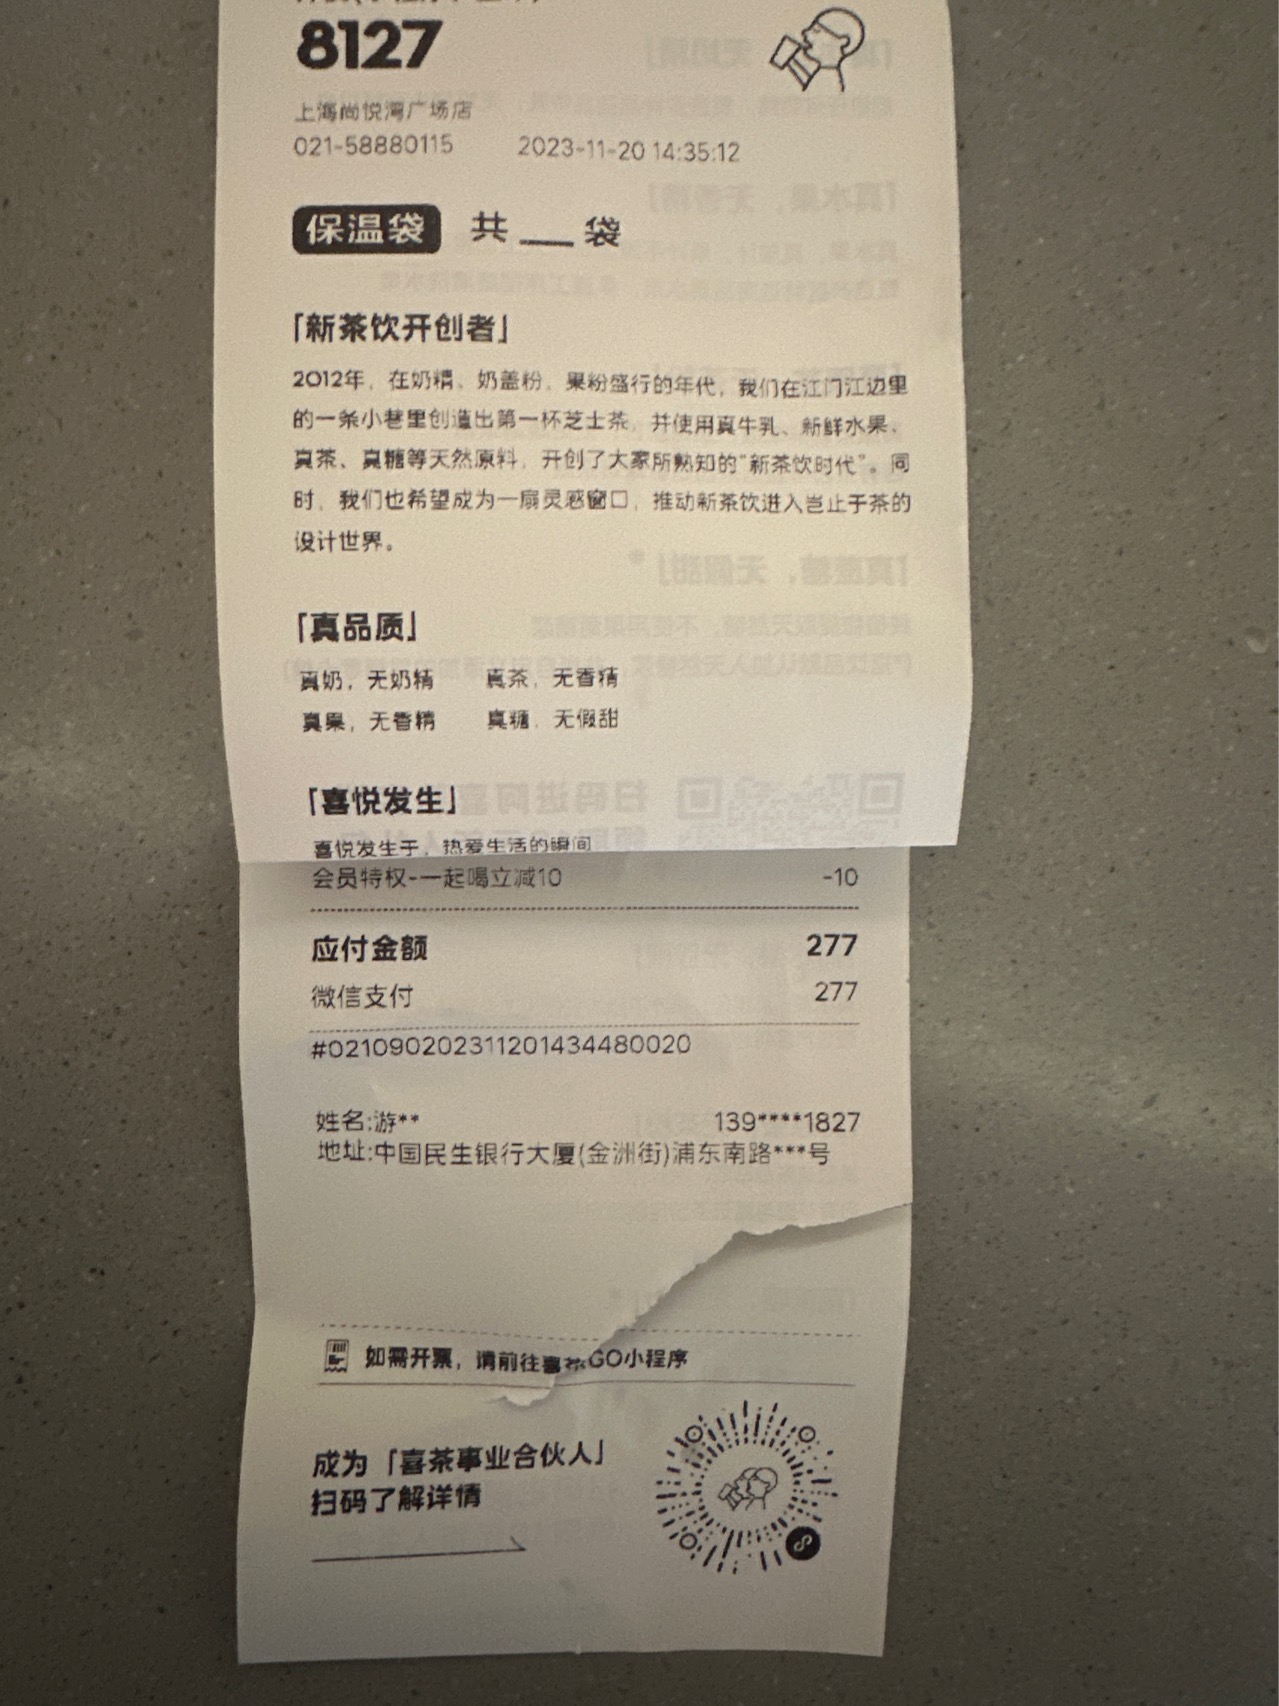 8127
上海尚悦湾广场店
021-58880115 2023-11-20 14:35:12
保温袋 共__袋
「新茶饮开创者」
2012年，在奶精、奶盖粉、果粉盛行的年代，我们在江门江边里
的一条小巷里创造出第一杯芝士茶，并使用真牛乳、新鲜水果、
真茶、真糖等天然原料，开创了大家所熟知的“新茶饮时代”。同
时，我们也希望成为一扇灵感窗口，推动新茶饮进入岂止于茶的
设计世界。
「真品质」
真奶，无奶精 真茶，无香精
真果，无香精 真糖，无假甜
「喜悦发生」
喜悦发生于，热爱生活的瞬间
会员特权-一起喝立减10 -10
应付金额 277
微信支付 277
#02109020231120143448​0020
姓名:游** 139****1827
地址:中国民生银行大厦(金洲街)浦东南路***号
如需开票，请前往喜茶GO小程序
成为「喜茶事业合伙人」
扫码了解详情